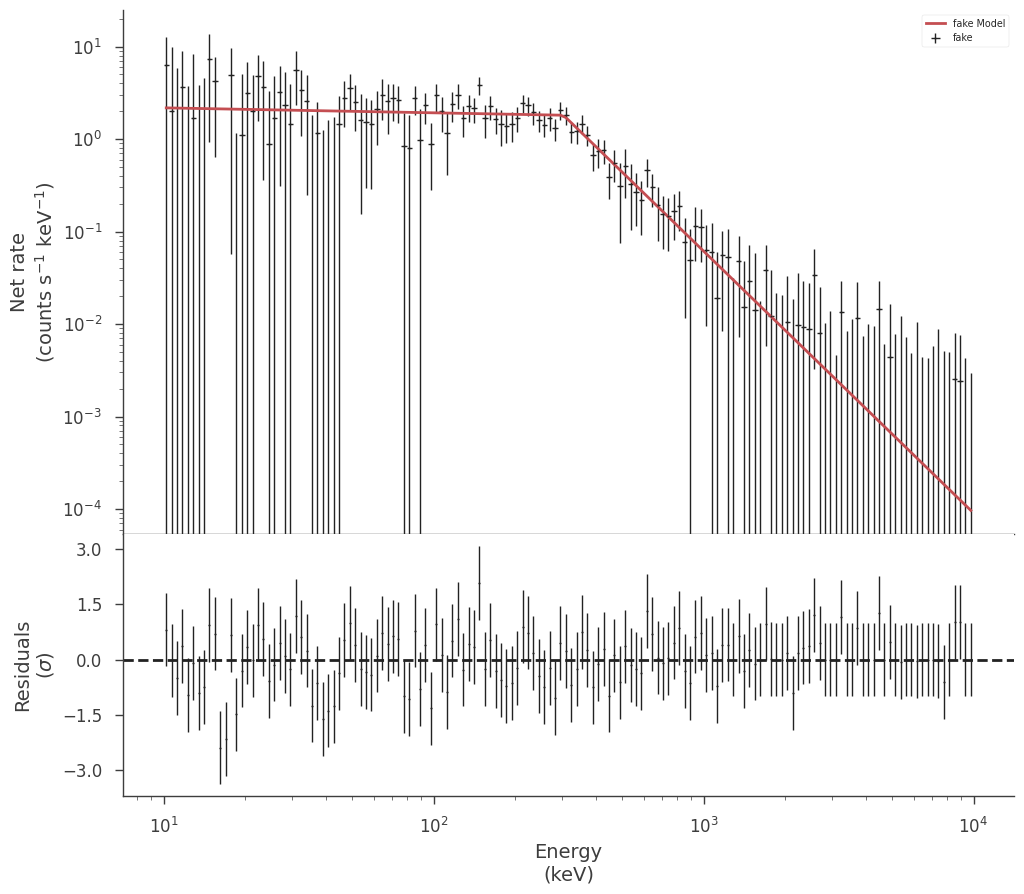 fake Model
fake
10¹
10⁰
10⁻¹
10⁻²
10⁻³
10⁻⁴
Net rate
(counts s⁻¹ keV⁻¹)
3.0
1.5
0.0
−1.5
−3.0
Residuals
(σ)
10¹ 10² 10³ 10⁴
Energy
(keV)